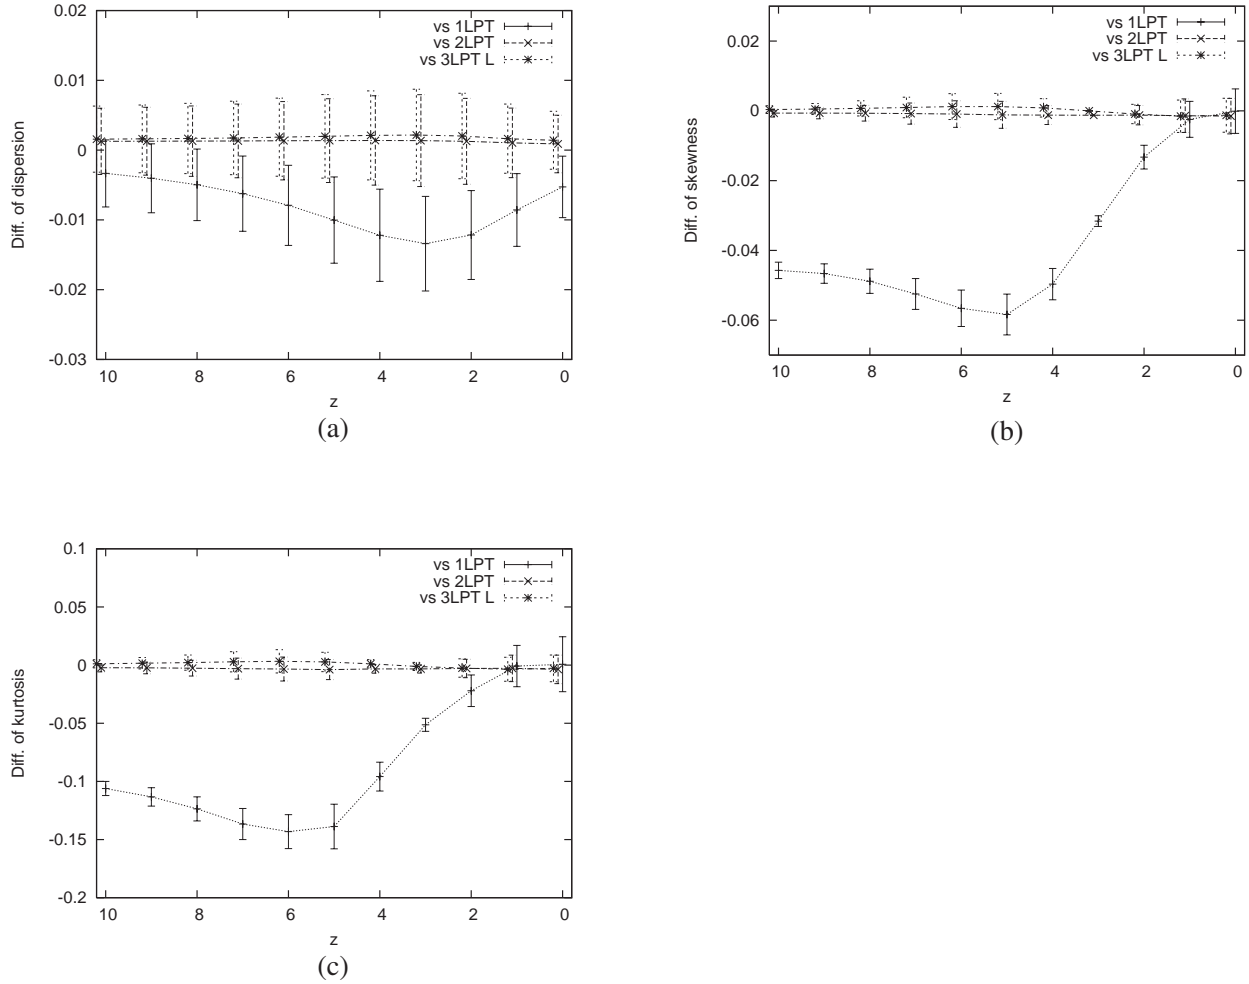 0.02
0.01
0
-0.01
-0.02
-0.03
10 8 6 4 2 0
Diff. of dispersion
z
vs 1LPT
vs 2LPT
vs 3LPT L
(a)
0.02
0
-0.02
-0.04
-0.06
10 8 6 4 2 0
Diff. of skewness
z
vs 1LPT
vs 2LPT
vs 3LPT L
(b)
0.1
0.05
0
-0.05
-0.1
-0.15
-0.2
10 8 6 4 2 0
Diff. of kurtosis
z
vs 1LPT
vs 2LPT
vs 3LPT L
(c)